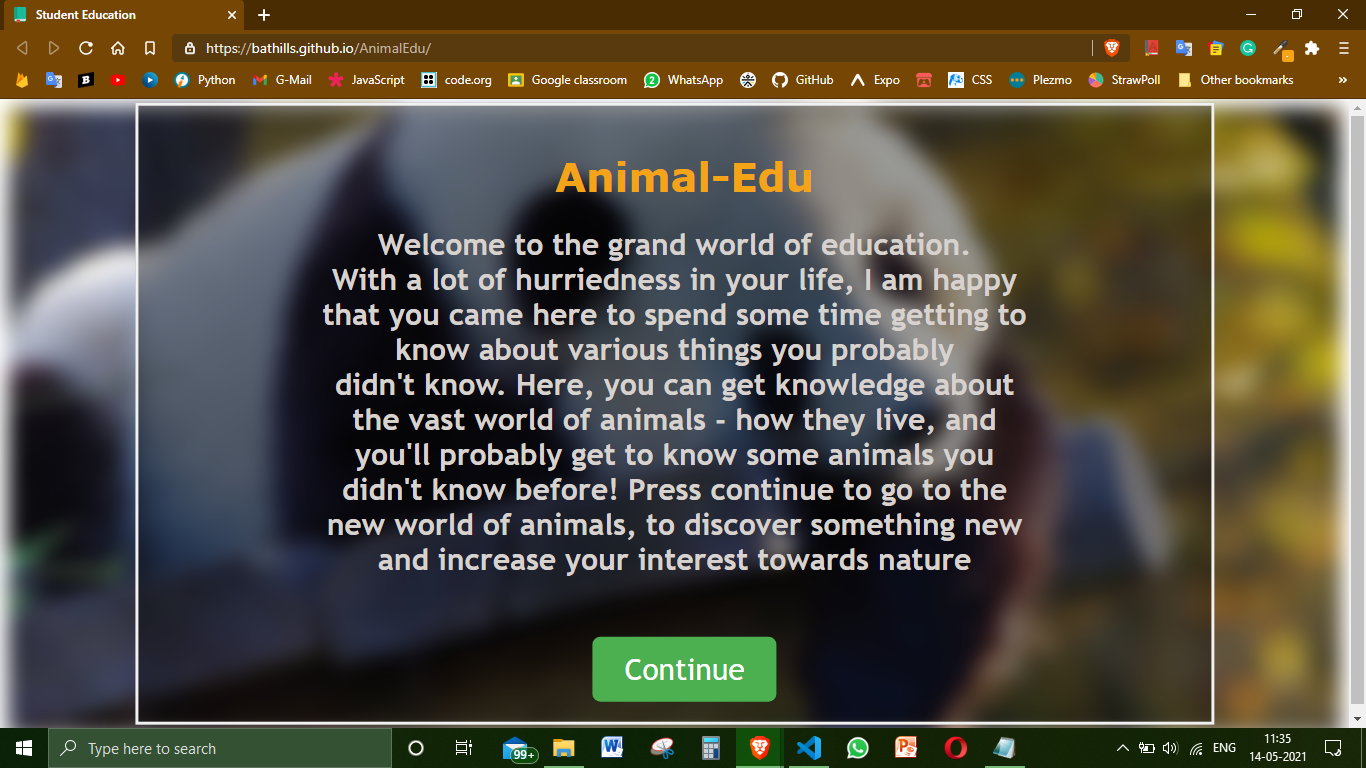 Student Education
https://bathills.github.io/AnimalEdu/
Python G-Mail JavaScript code.org Google classroom WhatsApp GitHub Expo CSS Plezmo StrawPoll Other bookmarks
Animal-Edu
Welcome to the grand world of education.
With a lot of hurriedness in your life, I am happy
that you came here to spend some time getting to
know about various things you probably
didn't know. Here, you can get knowledge about
the vast world of animals - how they live, and
you'll probably get to know some animals you
didn't know before! Press continue to go to the
new world of animals, to discover something new
and increase your interest towards nature
Continue
Type here to search
99+
ENG
11:35
14-05-2021